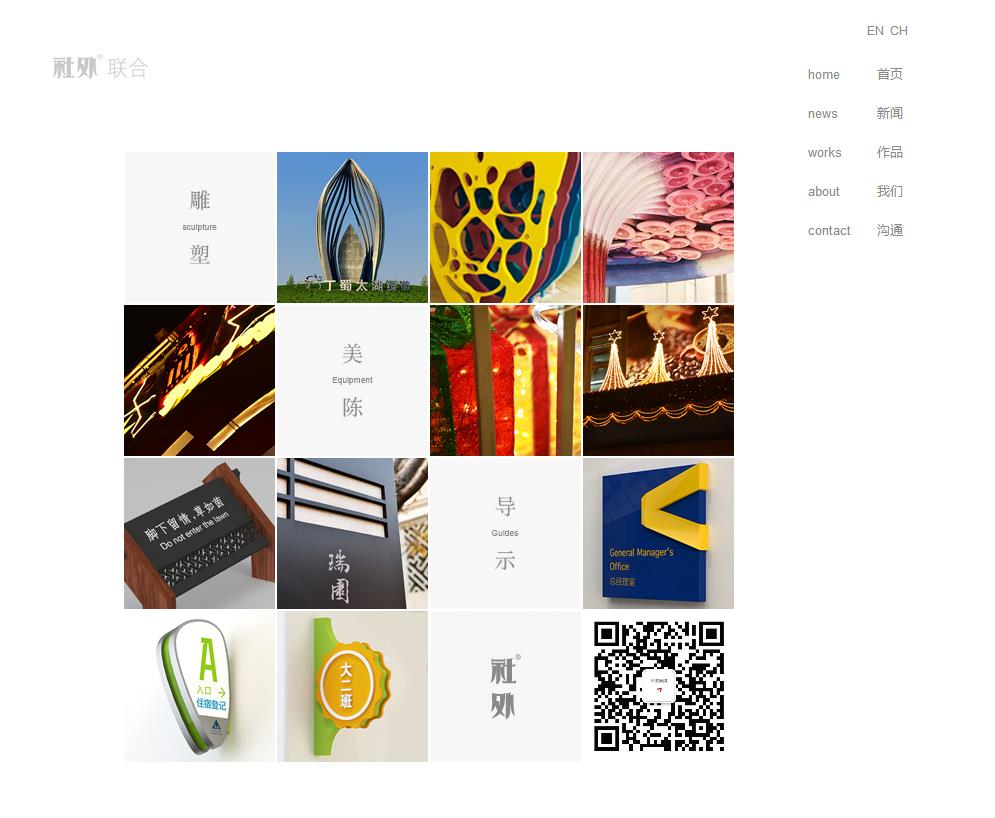 EN CH
社外® 联合
home 首页
news 新闻
works 作品
about 我们
contact 沟通
雕
sculpture
塑
丁蜀太湖绿道
美
Equipment
陈
脚下留情,草如茵
Do not enter the lawn
瑞
園
导
Guides
示
General Manager's
Office
总经理室
A
入口
住宿登记
大
二
班
社®
外